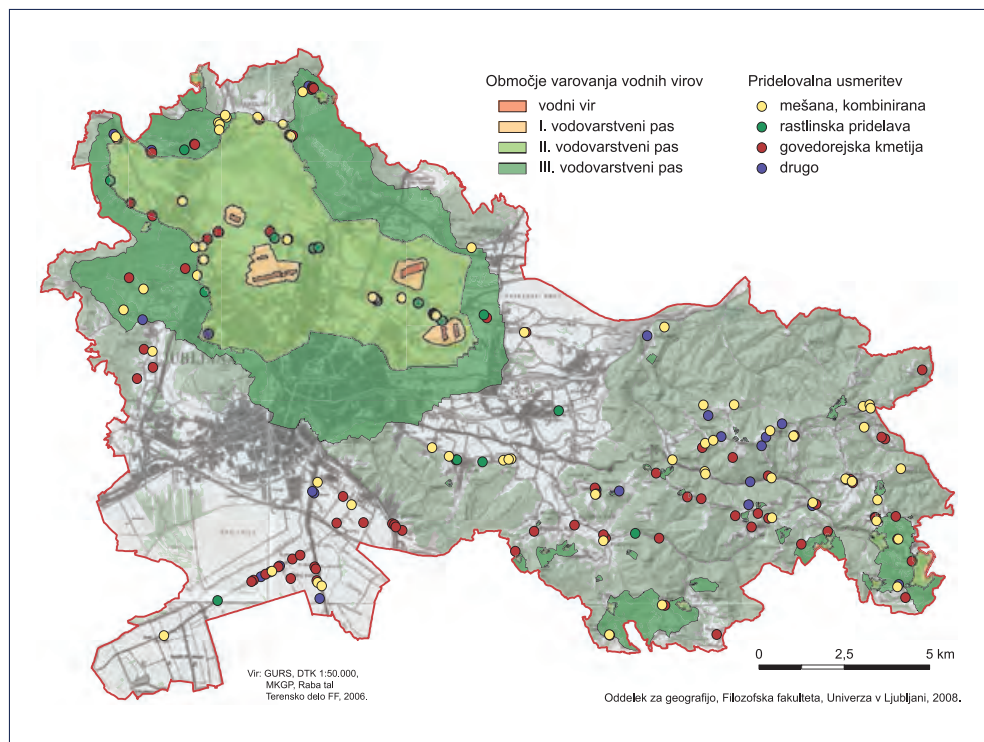 Območje varovanja vodnih virov
vodni vir
I. vodovarstveni pas
II. vodovarstveni pas
III. vodovarstveni pas
Pridelovalna usmeritev
mešana, kombinirana
rastlinska pridelava
govedorejska kmetija
drugo
0 2,5 5 km
Vir: GURS, DTK 1:50.000,
MKGP, Raba tal
Terensko delo FF, 2006.
Oddelek za geografijo, Filozofska fakulteta, Univerza v Ljubljani, 2008.